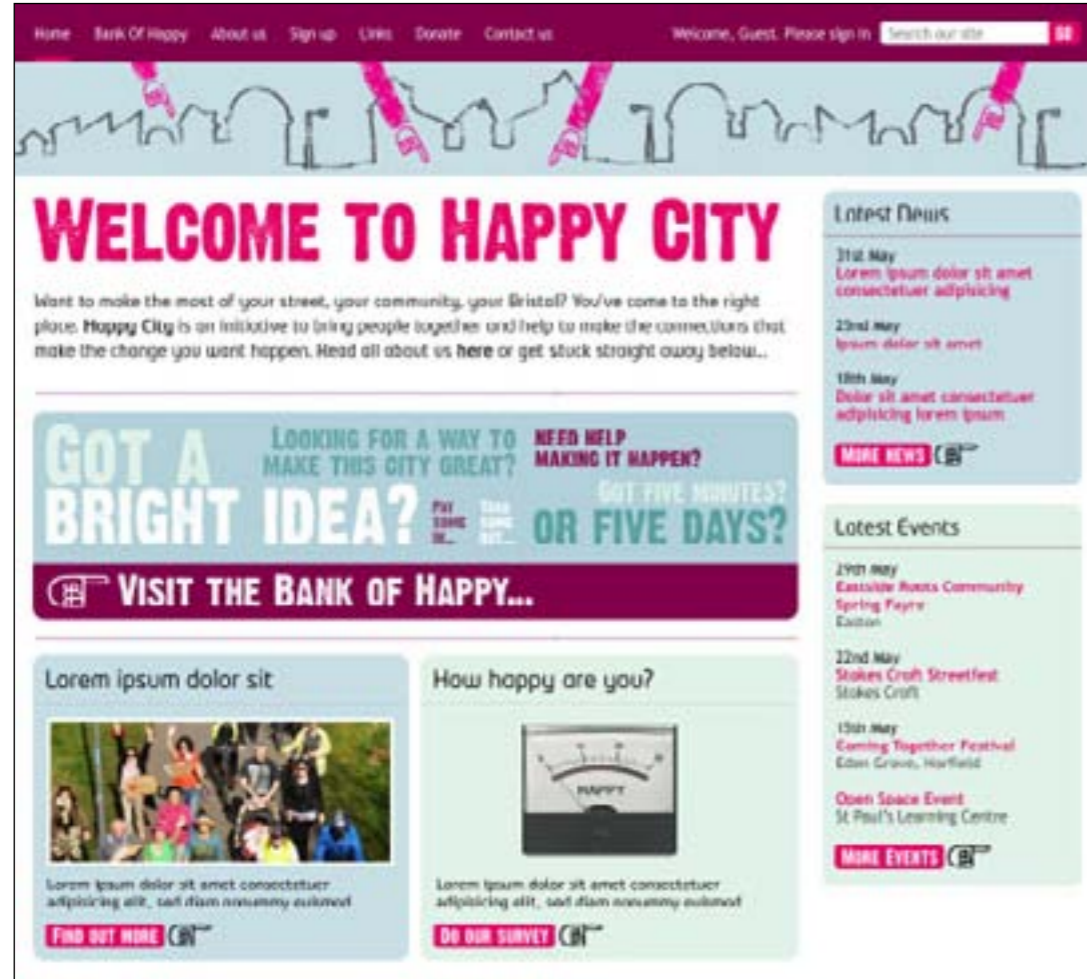 Home Bank Of Happy About us Sign up Links Donate Contact us
Welcome, Guest. Please sign in Search our site GO
WELCOME TO HAPPY CITY
Want to make the most of your street, your community, your Bristol? You've come to the right
place. Happy City is an initiative to bring people together and help to make the connections that
make the change you want happen. Read all about us here or get stuck straight away below...
GOT A
BRIGHT IDEA?
LOOKING FOR A WAY TO
MAKE THIS CITY GREAT?
PUT
SOME
IN...
TAKE
SOME
OUT...
NEED HELP
MAKING IT HAPPEN?
GOT FIVE MINUTES?
OR FIVE DAYS?
VISIT THE BANK OF HAPPY...
Lorem ipsum dolor sit
Lorem ipsum dolor sit amet consectetuer
adipisicing elit, sed diam nonummy euismod
FIND OUT MORE
How happy are you?
HAPPY
Lorem ipsum dolor sit amet consectetuer
adipisicing elit, sed diam nonummy euismod
DO OUR SURVEY
Latest News
31st May
Lorem ipsum dolor sit amet
consectetuer adipisicing
23rd May
Ipsum dolor sit amet
18th May
Dolor sit amet consectetuer
adipisicing lorem ipsum
MORE NEWS
Latest Events
29th May
Eastside Roots Community
Spring Fayre
Easton
22nd May
Stokes Croft Streetfest
Stokes Croft
15th May
Coming Together Festival
Eden Grove, Horfield
Open Space Event
St Paul's Learning Centre
MORE EVENTS